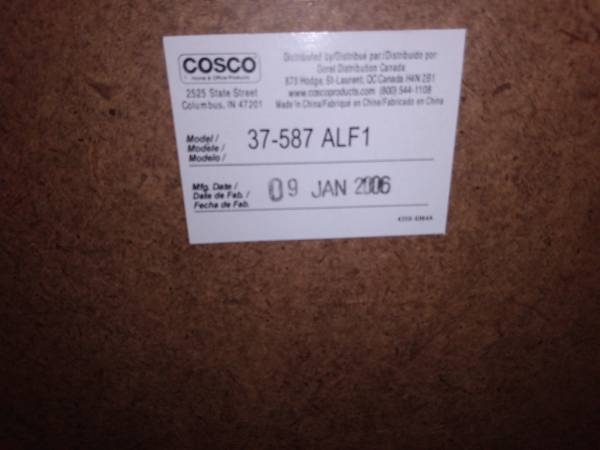 COSCO
Home & Office Products
2525 State Street
Columbus, IN 47201
Distributed by/Distribué par:/Distribuido por:
Dorel Distribution Canada
873 Hodge, St-Laurent, QC Canada H4N 2B1
www.coscoproducts.com (800) 544-1108
Made in China/Fabriqué en Chine/Fabricado en China
Model /
Modele /
Modelo /
37-587 ALF1
Mfg. Date /
Date de Fab. /
Fecha de Fab.
09 JAN 2006